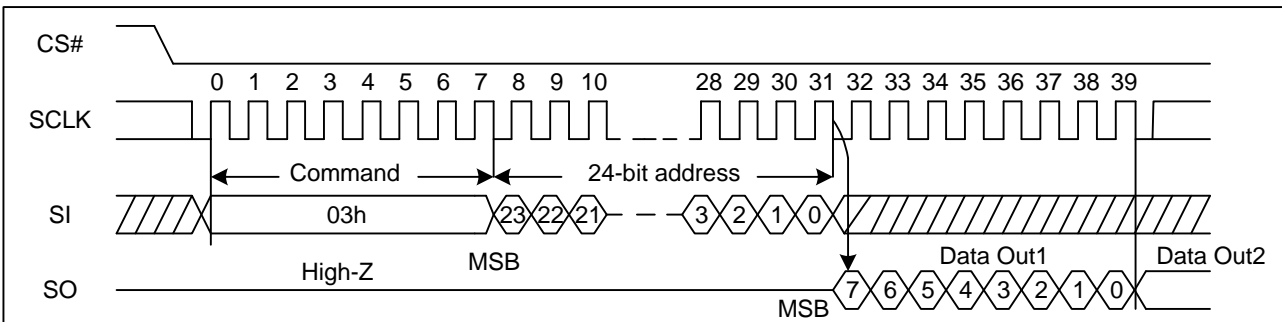 CS#
0 1 2 3 4 5 6 7 8 9 10 28 29 30 31 32 33 34 35 36 37 38 39
SCLK
Command 24-bit address
SI 03h 23 22 21 3 2 1 0
High-Z MSB Data Out1 Data Out2
SO MSB 7 6 5 4 3 2 1 0